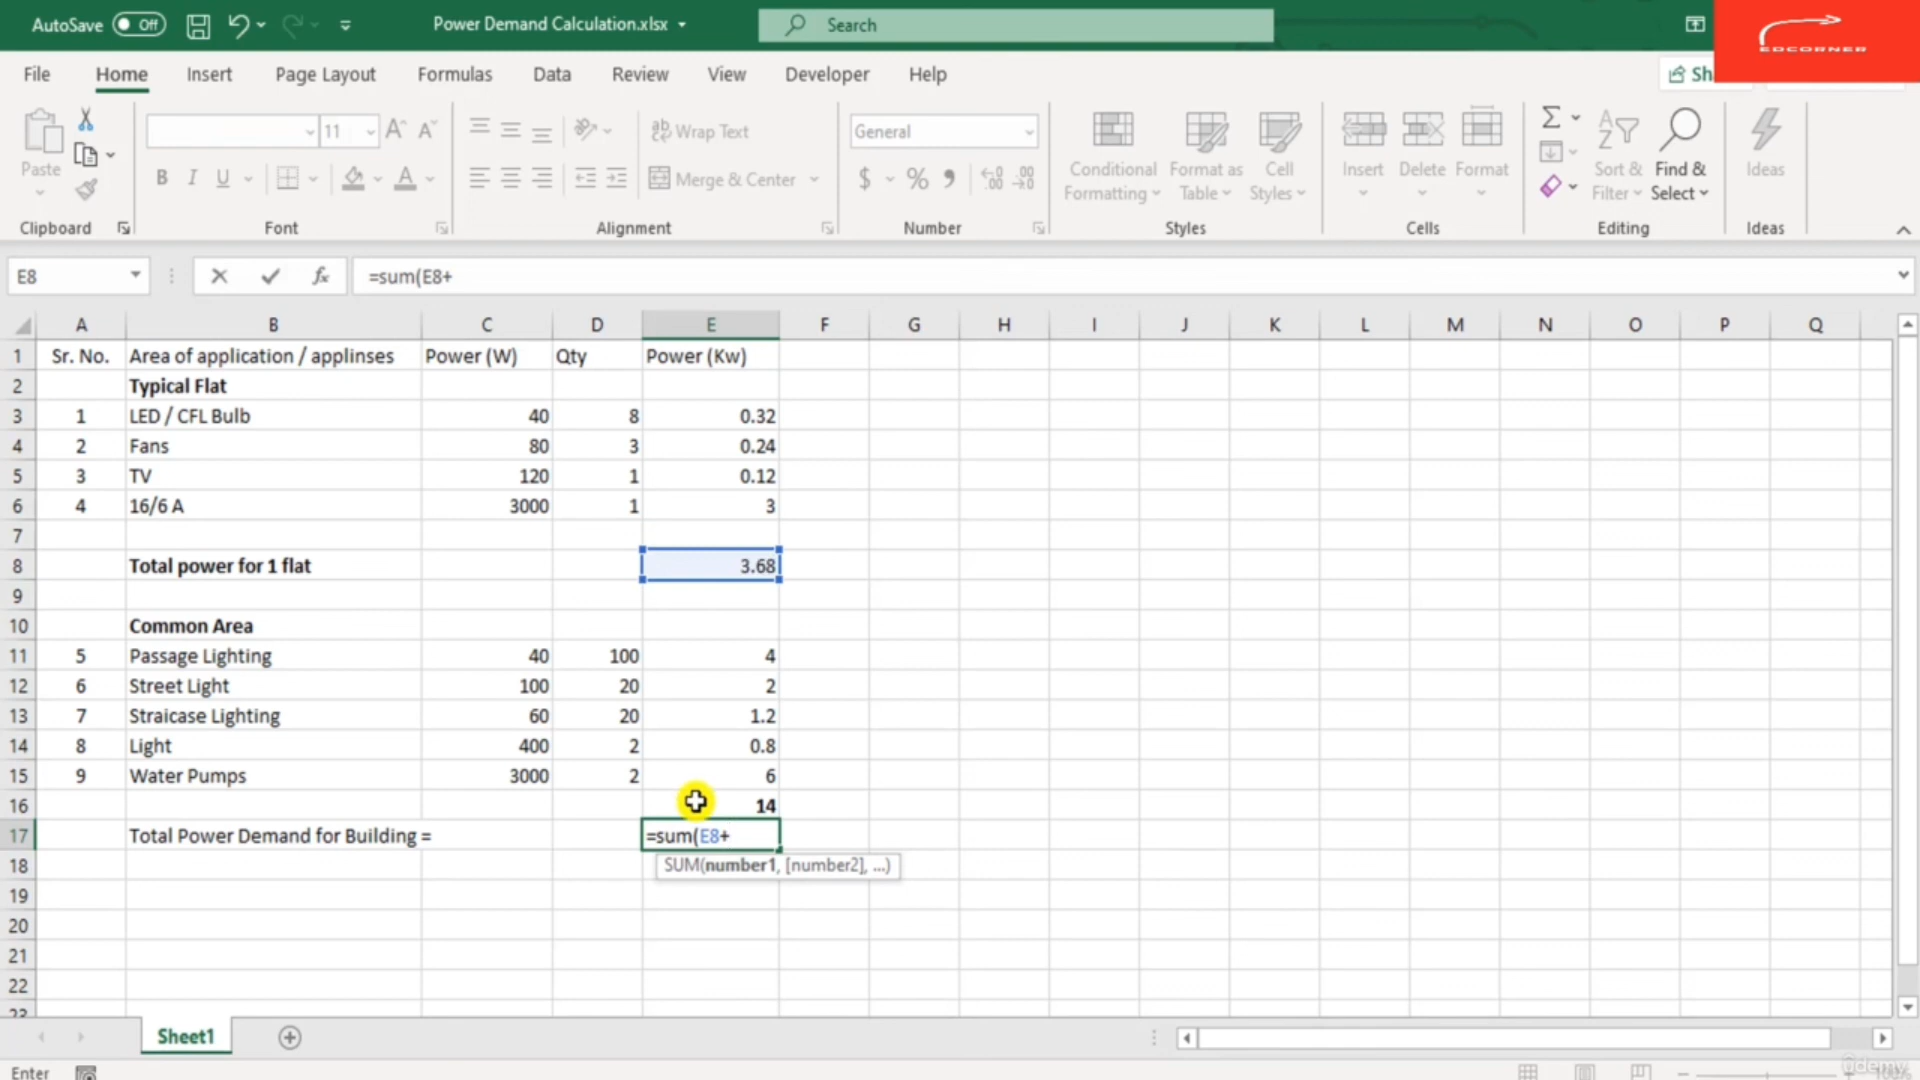 AutoSave Off Power Demand Calculation.xlsx Search
EDCORNER
File Home Insert Page Layout Formulas Data Review View Developer Help Sh
Paste 11 A A Wrap Text General Conditional Formatting Format as Table Cell Styles Insert Delete Format Sort & Filter Find & Select Ideas
B I U A Merge & Center $ % 
Clipboard Font Alignment Number Styles Cells Editing Ideas
E8 fx =sum(E8+
A B C D E F G H I J K L M N O P Q
1 Sr. No. Area of application / applinses Power (W) Qty Power (Kw)
2 Typical Flat
3 1 LED / CFL Bulb 40 8 0.32
4 2 Fans 80 3 0.24
5 3 TV 120 1 0.12
6 4 16/6 A 3000 1 3
7
8 Total power for 1 flat 3.68
9
10 Common Area
11 5 Passage Lighting 40 100 4
12 6 Street Light 100 20 2
13 7 Straicase Lighting 60 20 1.2
14 8 Light 400 2 0.8
15 9 Water Pumps 3000 2 6
16 14
17 Total Power Demand for Building = =sum(E8+
18 SUM(number1, [number2], ...)
19
20
21
22
23
Sheet1
Enter 100%
udemy